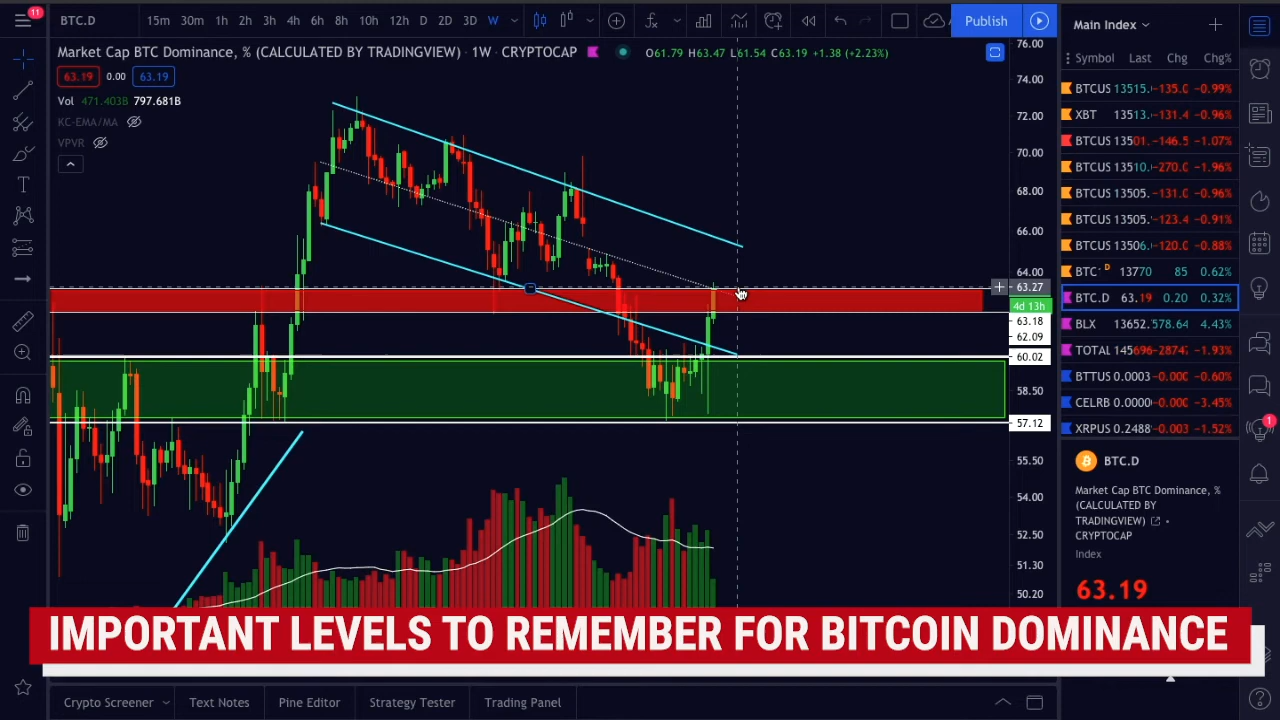 11
BTC.D
15m 30m 1h 2h 3h 4h 6h 8h 10h 12h D 2D 3D W
Publish
Main Index
Market Cap BTC Dominance, % (CALCULATED BY TRADINGVIEW) · 1W · CRYPTOCAP
O61.79 H63.47 L61.54 C63.19 +1.38 (+2.23%)
63.19 0.00 63.19
Vol 471.403B 797.681B
KC-EMA/MA
VPVR
76.00
74.00
72.00
70.00
68.00
66.00
64.00
63.27
4d 13h
63.18
62.09
60.02
58.50
57.12
55.50
54.00
52.50
51.30
50.20
Symbol Last Chg Chg%
BTCUS 13515. -135.0 -0.99%
XBT 13513. -131.4 -0.96%
BTCUS 13501. -146.5 -1.07%
BTCUS 13510. -270.0 -1.96%
BTCUS 13505. -131. -0.96%
BTCUS 13505. -123.4 -0.91%
BTCUS 13506. -120.0 -0.88%
BTC· D 13770 85 0.62%
BTC.D 63.19 0.20 0.32%
BLX 13652. 578.64 4.43%
TOTAL 145696 -2874 -1.93%
BTTUS 0.0003 -0.000 -0.60%
CELRB 0.0000 -0.000 -3.45%
XRPUS 0.2488 -0.003 -1.52%
1
BTC.D
Market Cap BTC Dominance, %
(CALCULATED BY
TRADINGVIEW) •
CRYPTOCAP
Index
63.19
IMPORTANT LEVELS TO REMEMBER FOR BITCOIN DOMINANCE
Crypto Screener Text Notes Pine Editor Strategy Tester Trading Panel